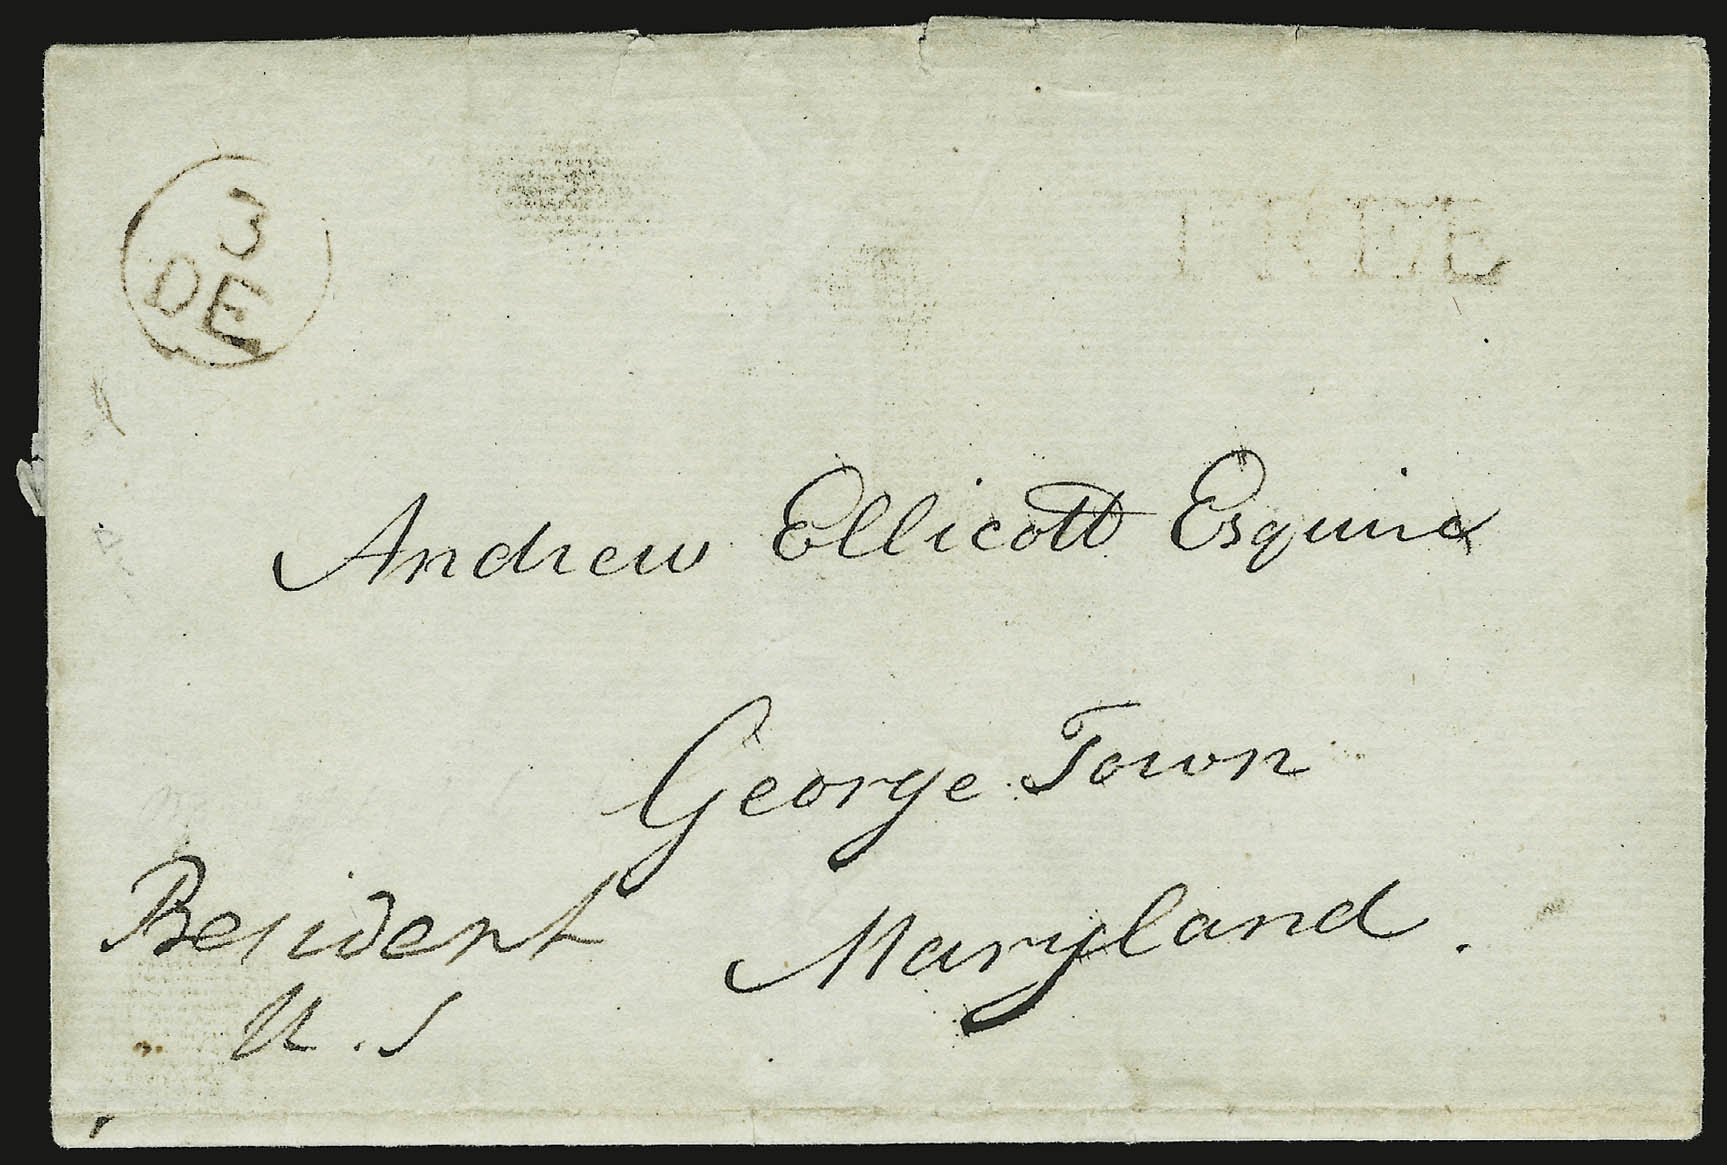 3
DE
FREE
Andrew Ellicott Esquire
George Town
Maryland.
President
U.S